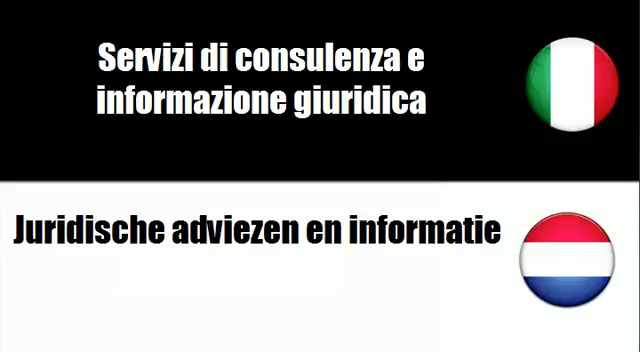 Servizi di consulenza e
informazione giuridica
Juridische adviezen en informatie